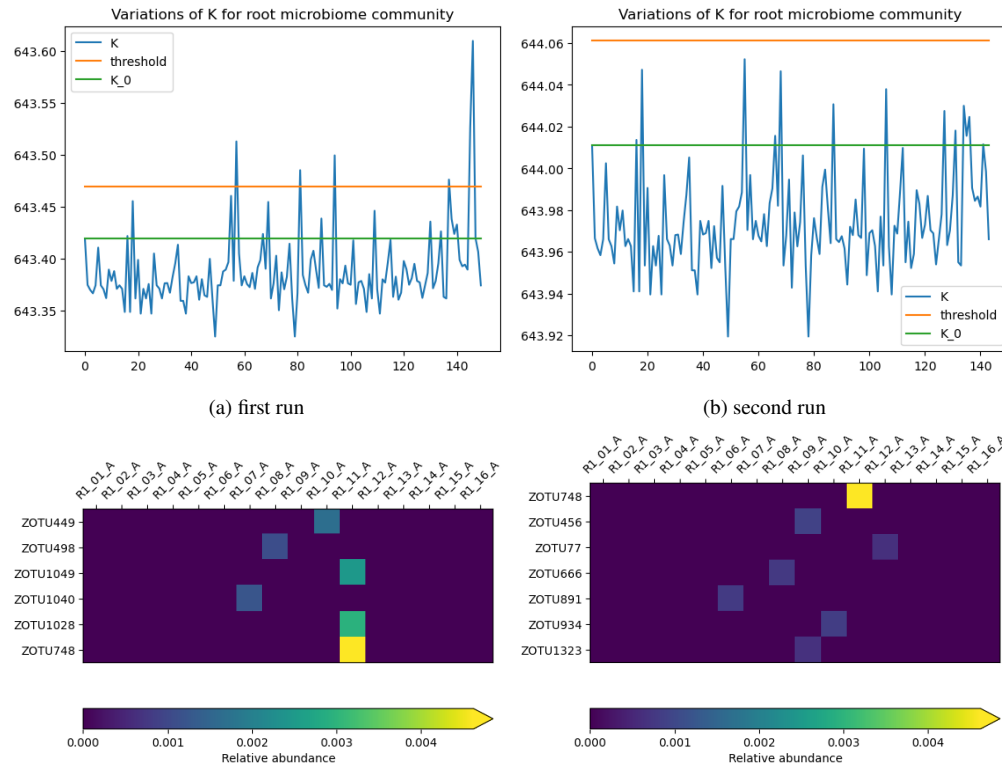 Variations of K for root microbiome community
643.60
643.55
643.50
643.45
643.40
643.35
K
threshold
K_0
0 20 40 60 80 100 120 140
(a) first run
Variations of K for root microbiome community
644.06
644.04
644.02
644.00
643.98
643.96
643.94
643.92
K
threshold
K_0
0 20 40 60 80 100 120 140
(b) second run
R1_01_A R1_02_A R1_03_A R1_04_A R1_05_A R1_06_A R1_07_A R1_08_A R1_09_A R1_10_A R1_11_A R1_12_A R1_13_A R1_14_A R1_15_A R1_16_A
ZOTU449
ZOTU498
ZOTU1049
ZOTU1040
ZOTU1028
ZOTU748
0.000 0.001 0.002 0.003 0.004
Relative abundance
R1_01_A R1_02_A R1_03_A R1_04_A R1_05_A R1_06_A R1_07_A R1_08_A R1_09_A R1_10_A R1_11_A R1_12_A R1_13_A R1_14_A R1_15_A R1_16_A
ZOTU748
ZOTU456
ZOTU77
ZOTU666
ZOTU891
ZOTU934
ZOTU1323
0.000 0.001 0.002 0.003 0.004
Relative abundance